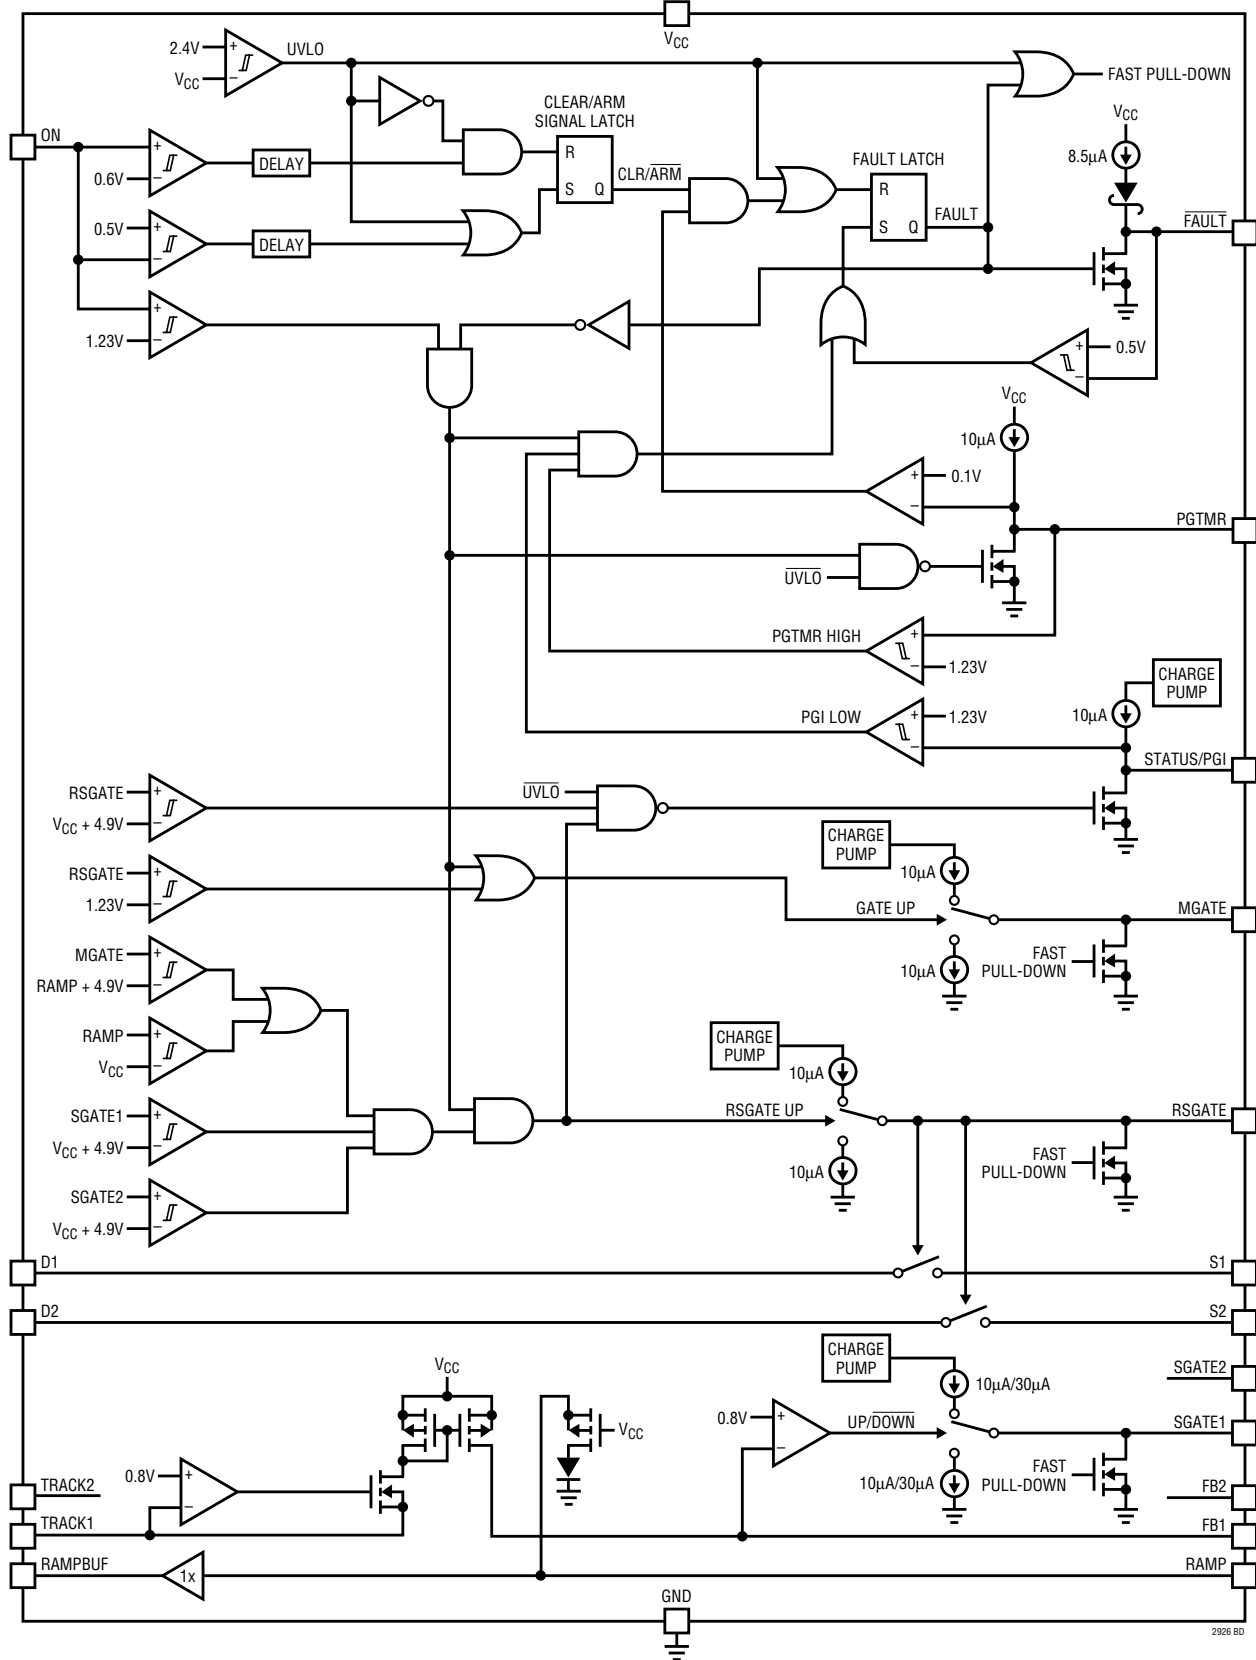 VCC
2.4V
VCC
UVLO
FAST PULL-DOWN
CLEAR/ARM
SIGNAL LATCH
VCC
8.5µA
ON
0.6V
DELAY
R
S Q
CLR/ARM
FAULT LATCH
R
S Q
FAULT
FAULT
0.5V
DELAY
1.23V
0.5V
VCC
10µA
0.1V
PGTMR
UVLO
PGTMR HIGH
1.23V
CHARGE
PUMP
PGI LOW
1.23V
10µA
STATUS/PGI
RSGATE
VCC + 4.9V
UVLO
CHARGE
PUMP
10µA
RSGATE
1.23V
GATE UP
MGATE
MGATE
RAMP + 4.9V
10µA
FAST
PULL-DOWN
RAMP
VCC
CHARGE
PUMP
10µA
SGATE1
VCC + 4.9V
RSGATE UP
RSGATE
10µA
FAST
PULL-DOWN
SGATE2
VCC + 4.9V
D1
S1
D2
S2
VCC
CHARGE
PUMP
10µA/30µA
SGATE2
0.8V
UP/DOWN
SGATE1
VCC
10µA/30µA
FAST
PULL-DOWN
TRACK2
0.8V
FB2
TRACK1
FB1
RAMPBUF
1x
RAMP
GND
2926 BD